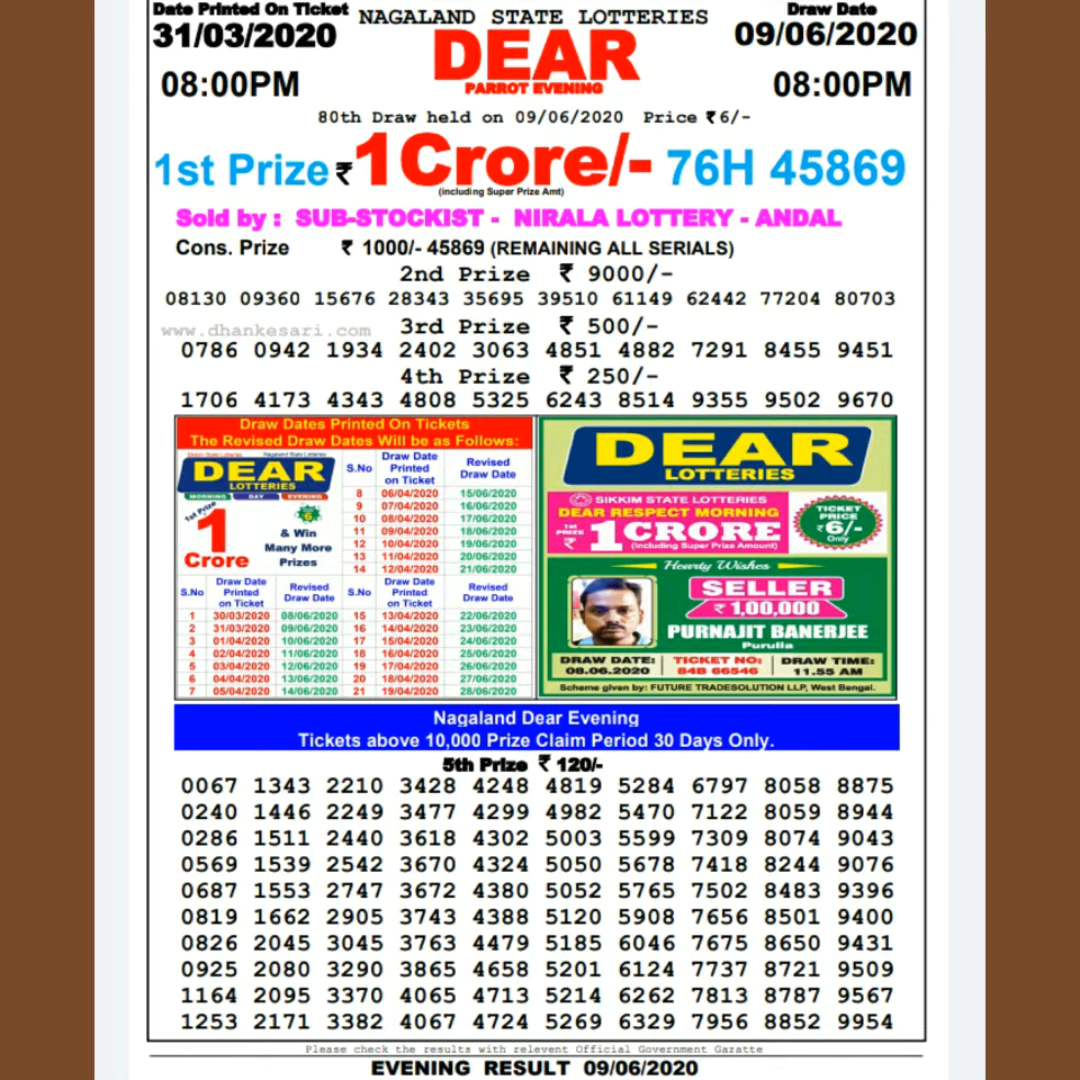 Date Printed On Ticket
31/03/2020
08:00PM
NAGALAND STATE LOTTERIES
DEAR
PARROT EVENING
Draw Date
09/06/2020
08:00PM
80th Draw held on 09/06/2020 Price ₹6/-
1st Prize ₹1Crore/- 76H 45869
(including Super Prize Amt)
Sold by : SUB-STOCKIST - NIRALA LOTTERY - ANDAL
Cons. Prize ₹ 1000/- 45869 (REMAINING ALL SERIALS)
2nd Prize ₹ 9000/-
08130 09360 15676 28343 35695 39510 61149 62442 77204 80703
www.dhankesari.com
3rd Prize ₹ 500/-
0786 0942 1934 2402 3063 4851 4882 7291 8455 9451
4th Prize ₹ 250/-
1706 4173 4343 4808 5325 6243 8514 9355 9502 9670
Draw Dates Printed On Tickets
The Revised Draw Dates Will be as Follows:
DEAR
LOTTERIES
MORNING DAY EVENING
1st Prize
1
Crore
6
& Win
Many More
Prizes
S.No Draw Date Printed on Ticket Revised Draw Date
8 06/04/2020 15/06/2020
9 07/04/2020 16/06/2020
10 08/04/2020 17/06/2020
11 09/04/2020 18/06/2020
12 10/04/2020 19/06/2020
13 11/04/2020 20/06/2020
14 12/04/2020 21/06/2020
S.No Draw Date Printed on Ticket Revised Draw Date S.No Draw Date Printed on Ticket Revised Draw Date
1 30/03/2020 08/06/2020 15 13/04/2020 22/06/2020
2 31/03/2020 09/06/2020 16 14/04/2020 23/06/2020
3 01/04/2020 10/06/2020 17 15/04/2020 24/06/2020
4 02/04/2020 11/06/2020 18 16/04/2020 25/06/2020
5 03/04/2020 12/06/2020 19 17/04/2020 26/06/2020
6 04/04/2020 13/06/2020 20 18/04/2020 27/06/2020
7 05/04/2020 14/06/2020 21 19/04/2020 28/06/2020
DEAR
LOTTERIES
SIKKIM STATE LOTTERIES
DEAR RESPECT MORNING
1st PRIZE ₹ 1 CRORE
(Including Super Prize Amount)
TICKET
PRICE
₹6/-
Only
Hearty Wishes
SELLER
₹ 1,00,000
PURNAJIT BANERJEE
Purulia
DRAW DATE: TICKET NO: DRAW TIME:
08.06.2020 84B 66546 11.55 AM
Scheme given by: FUTURE TRADESOLUTION LLP, West Bengal.
Nagaland Dear Evening
Tickets above 10,000 Prize Claim Period 30 Days Only.
5th Prize ₹ 120/-
0067 1343 2210 3428 4248 4819 5284 6797 8058 8875
0240 1446 2249 3477 4299 4982 5470 7122 8059 8944
0286 1511 2440 3618 4302 5003 5599 7309 8074 9043
0569 1539 2542 3670 4324 5050 5678 7418 8244 9076
0687 1553 2747 3672 4380 5052 5765 7502 8483 9396
0819 1662 2905 3743 4388 5120 5908 7656 8501 9400
0826 2045 3045 3763 4479 5185 6046 7675 8650 9431
0925 2080 3290 3865 4658 5201 6124 7737 8721 9509
1164 2095 3370 4065 4713 5214 6262 7813 8787 9567
1253 2171 3382 4067 4724 5269 6329 7956 8852 9954
Please check the results with relevent Official Government Gazatte
EVENING RESULT 09/06/2020